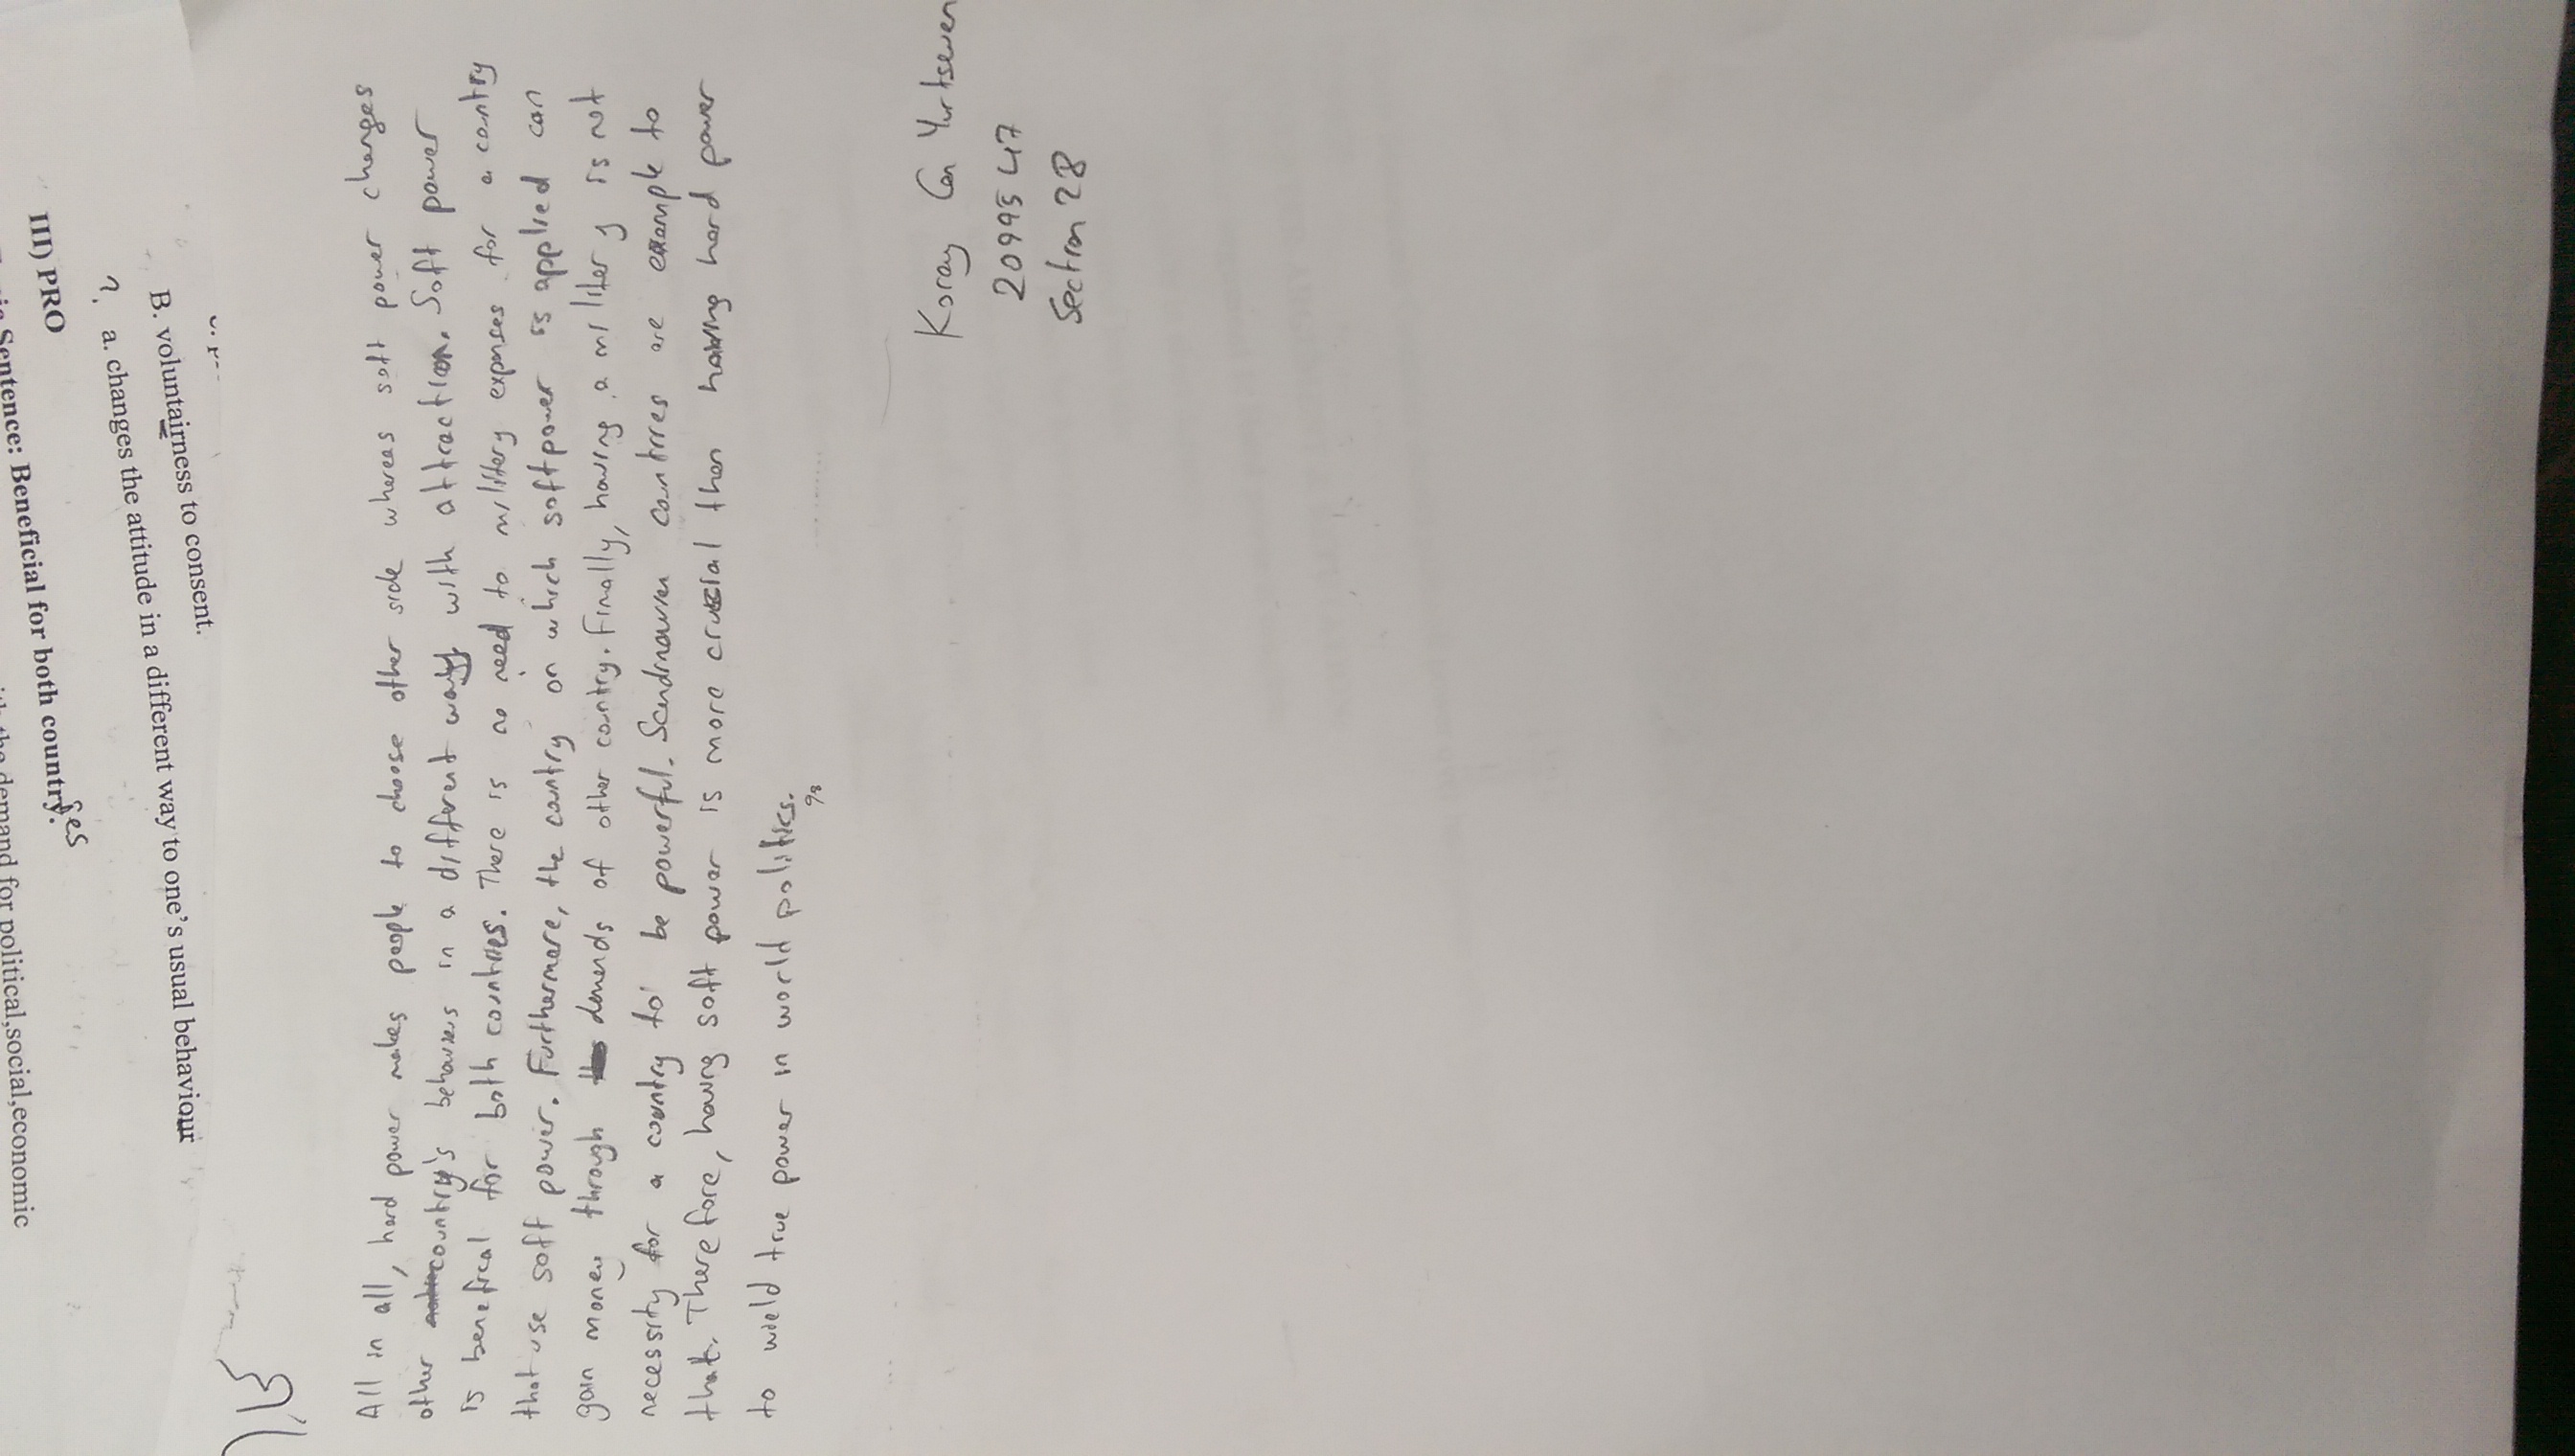 All in all, hard power makes people to choose other side whereas soft power changes
other country's behaviours in a diffrent way with attraction. Soft power
is benefical for both countries. There is no need to military expenses for a country
that use soft power. Furthermore, the country on which softpower is applied can
gain money through demands of other country. Finally, having a military is not
necessity for a country to be powerful. Scandinavian countries are example to
that. Therefore, having soft power is more crucial than having hard power
to wield true power in world politics.
Koray Can Yurtseven
2099547
Section 28
B. voluntairness to consent.
? a. changes the attitude in a different way to one's usual behaviour
III) PRO
Sentence: Beneficial for both country.
ies
the demand for political,social,economic